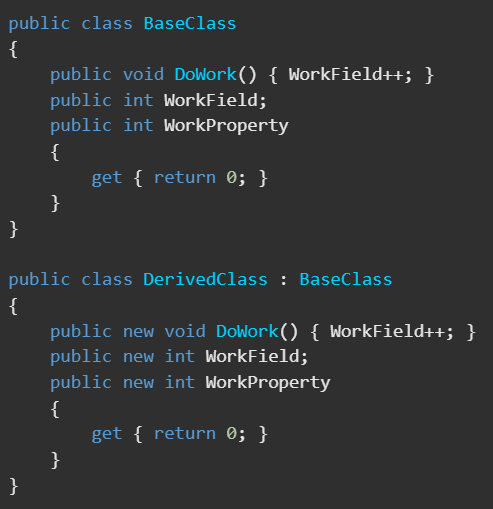 public class BaseClass
{
    public void DoWork() { WorkField++; }
    public int WorkField;
    public int WorkProperty
    {
        get { return 0; }
    }
}

public class DerivedClass : BaseClass
{
    public new void DoWork() { WorkField++; }
    public new int WorkField;
    public new int WorkProperty
    {
        get { return 0; }
    }
}